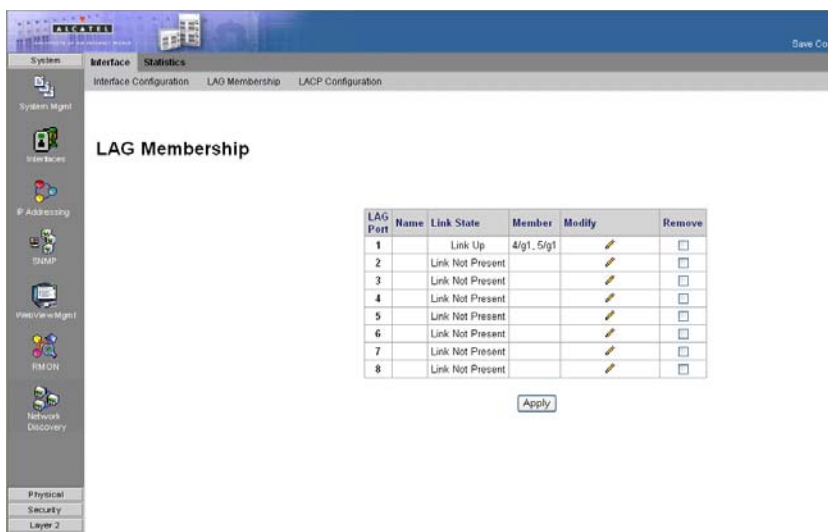 ALCATEL
Save Co
System
Interface Statistics
Interface Configuration LAG Membership LACP Configuration
System Mgmt
Interfaces
IP Addressing
SNMP
WebView Mgmt
RMON
Network Discovery
Physical
Security
Layer 2
LAG Membership
LAG Port Name Link State Member Modify Remove
1 Link Up 4/g1, 5/g1
2 Link Not Present
3 Link Not Present
4 Link Not Present
5 Link Not Present
6 Link Not Present
7 Link Not Present
8 Link Not Present
Apply